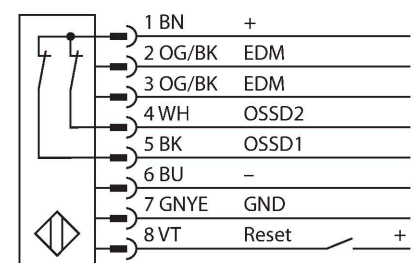 1 BN +
2 OG/BK EDM
3 OG/BK EDM
4 WH OSSD2
5 BK OSSD1
6 BU –
7 GNYE GND
8 VT Reset +